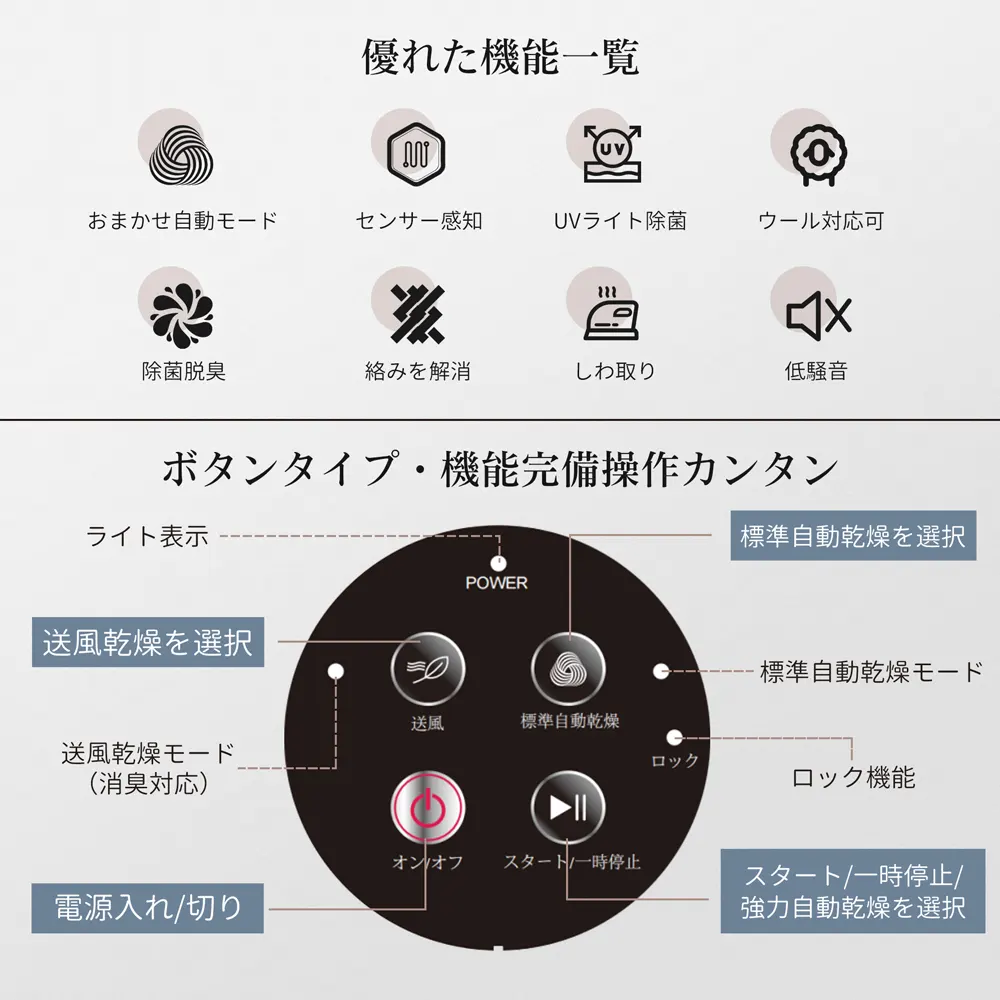 優れた機能一覧
おまかせ自動モード
センサー感知
UV
UVライト除菌
ウール対応可
除菌脱臭
絡みを解消
しわ取り
低騒音
ボタンタイプ・機能完備操作カンタン
ライト表示
POWER
標準自動乾燥を選択
送風乾燥を選択
送風
標準自動乾燥
標準自動乾燥モード
送風乾燥モード
(消臭対応)
ロック
ロック機能
オン/オフ
スタート/一時停止
電源入れ/切り
スタート/一時停止/
強力自動乾燥を選択